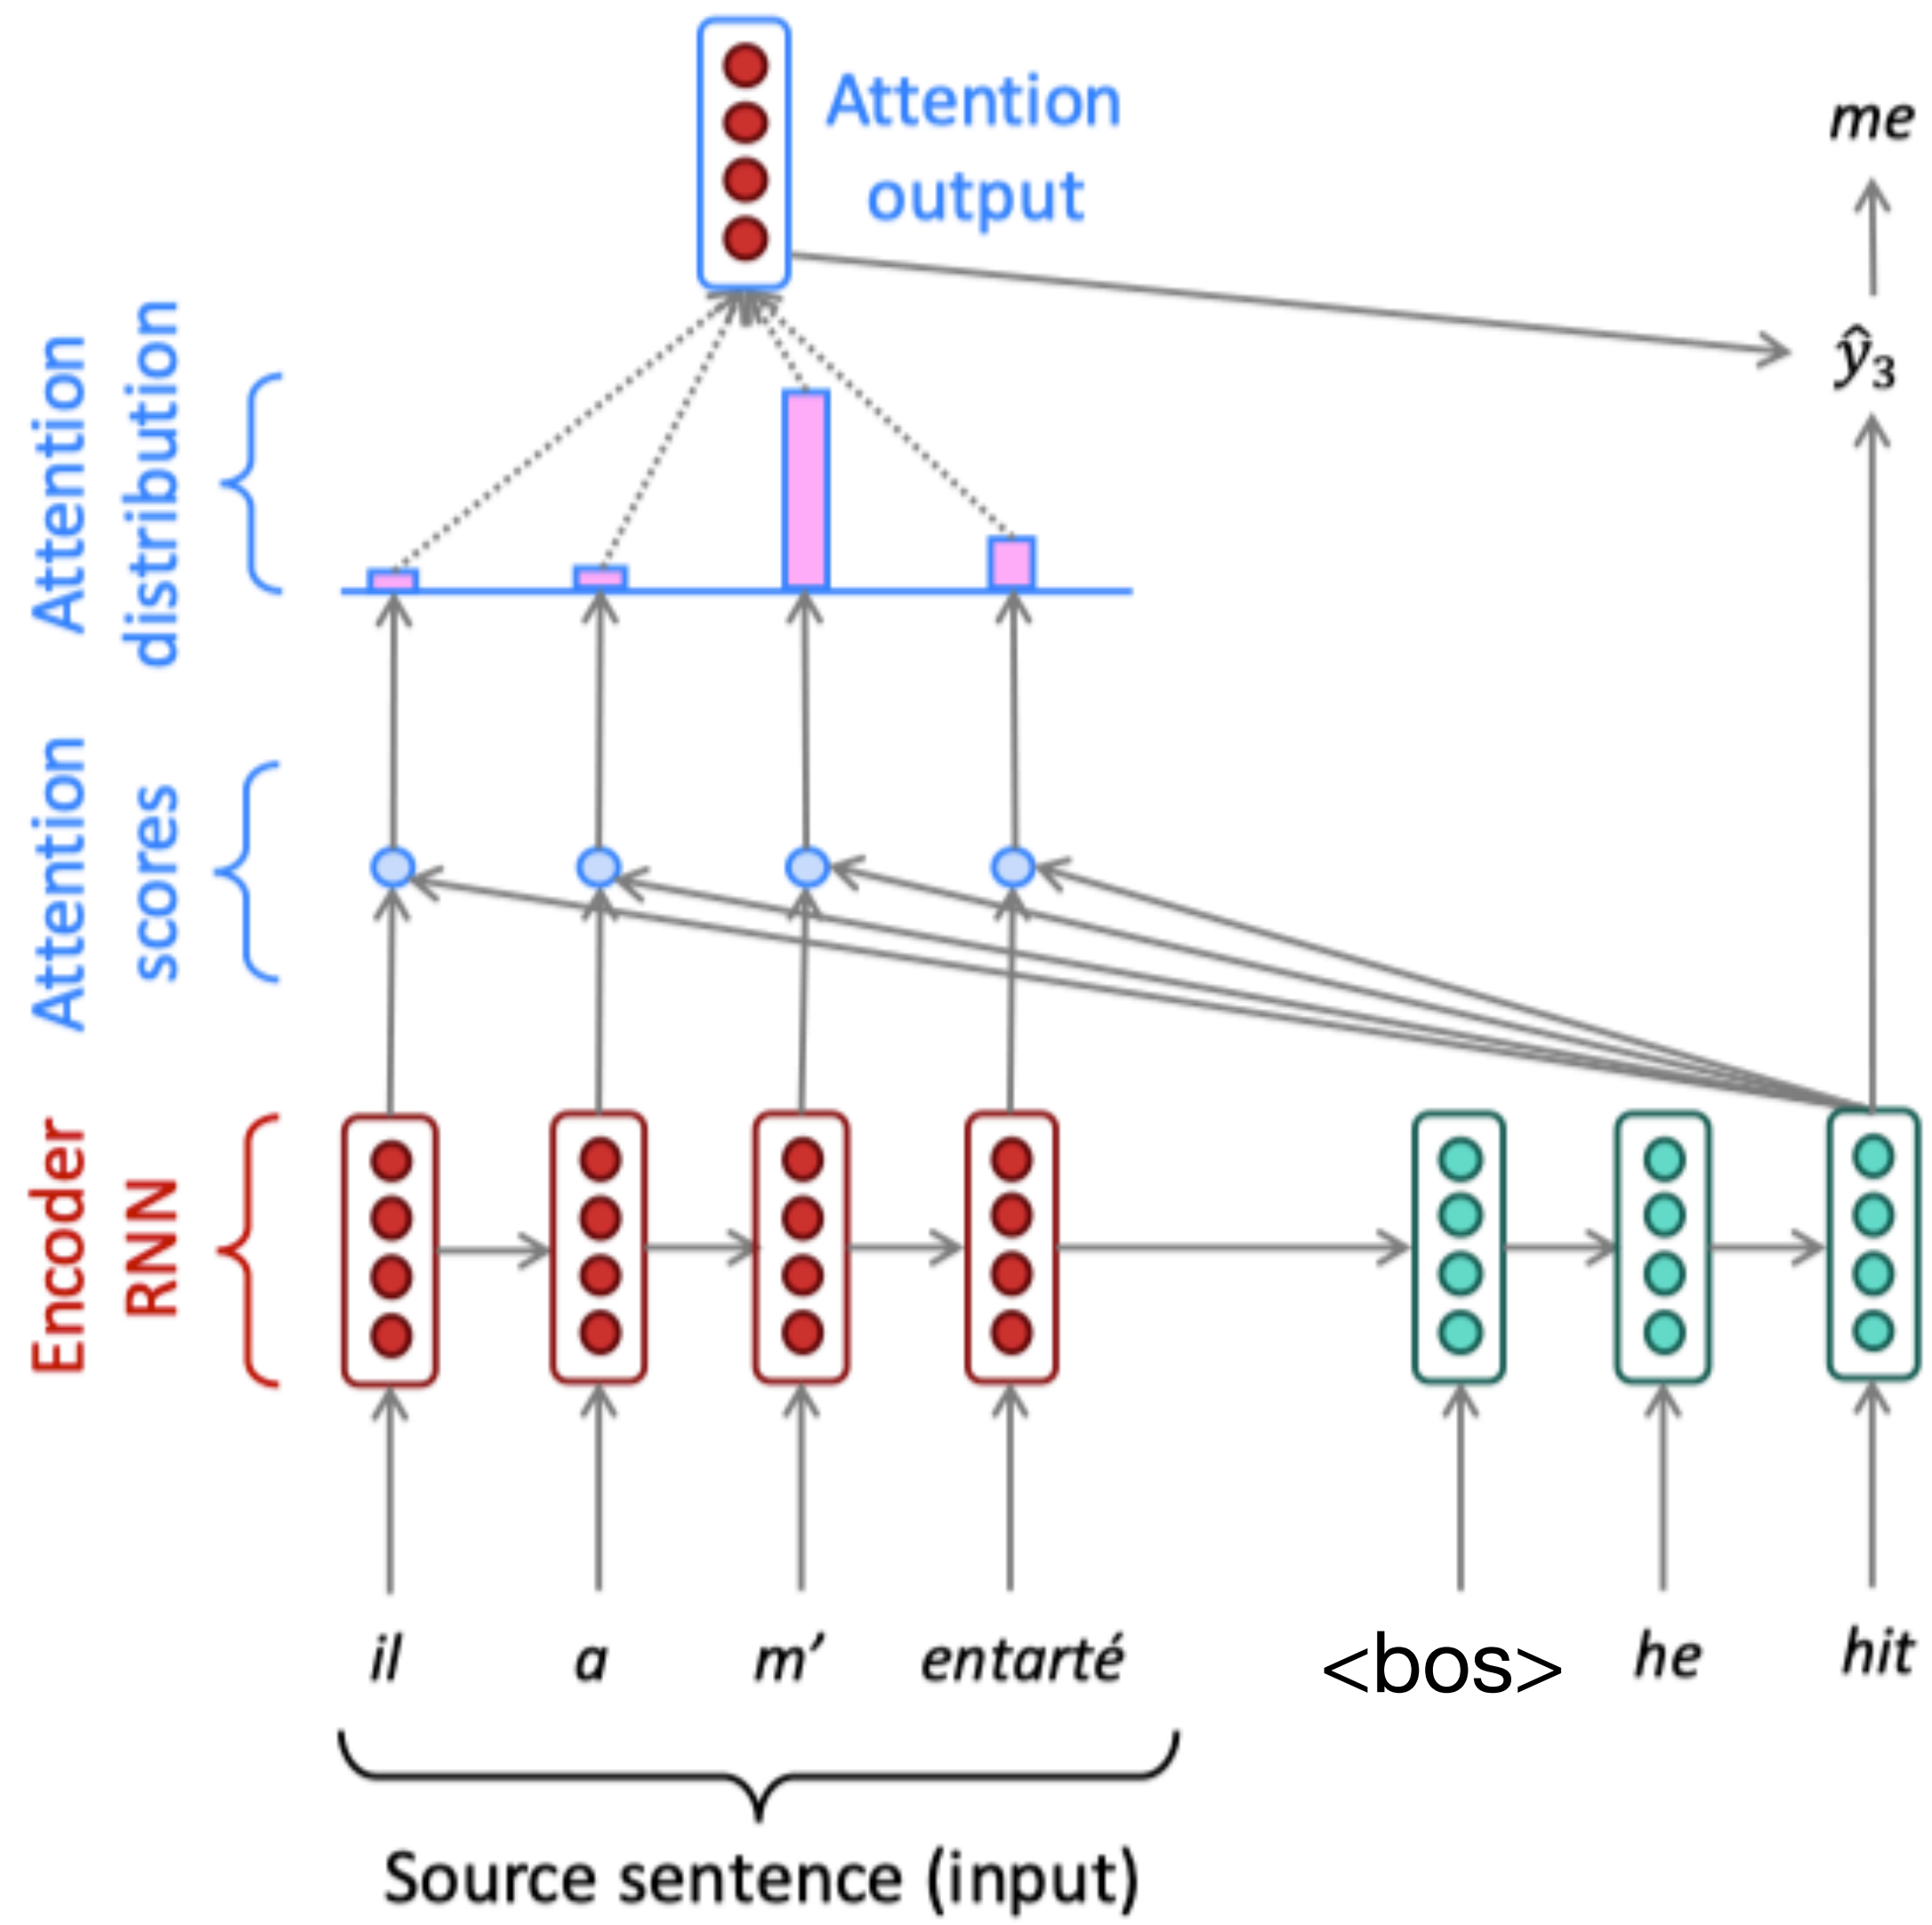 Attention
output
me
ŷ₃
Attention
distribution
Attention
scores
Encoder
RNN
il a m’ entarté <bos> he hit
Source sentence (input)